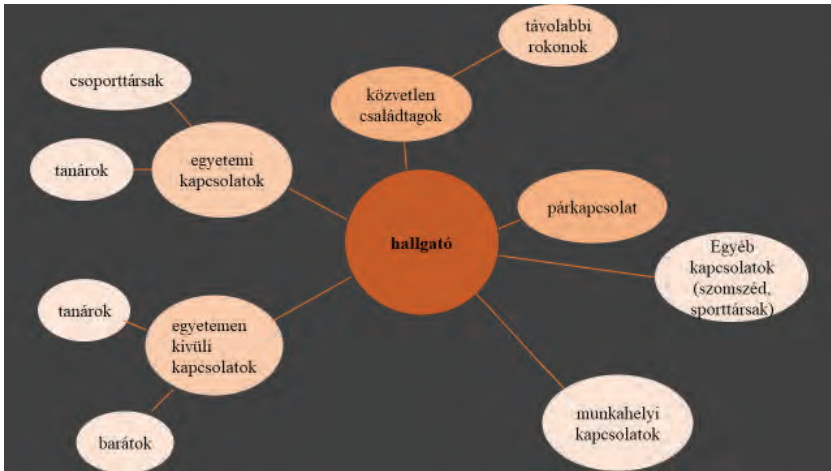 távolabbi
rokonok
csoporttársak
közvetlen
családtagok
egyetemi
kapcsolatok
tanárok
párkapcsolat
hallgató
Egyéb
kapcsolatok
(szomszéd,
sporttársak)
tanárok
egyetemen
kívüli
kapcsolatok
munkahelyi
kapcsolatok
barátok